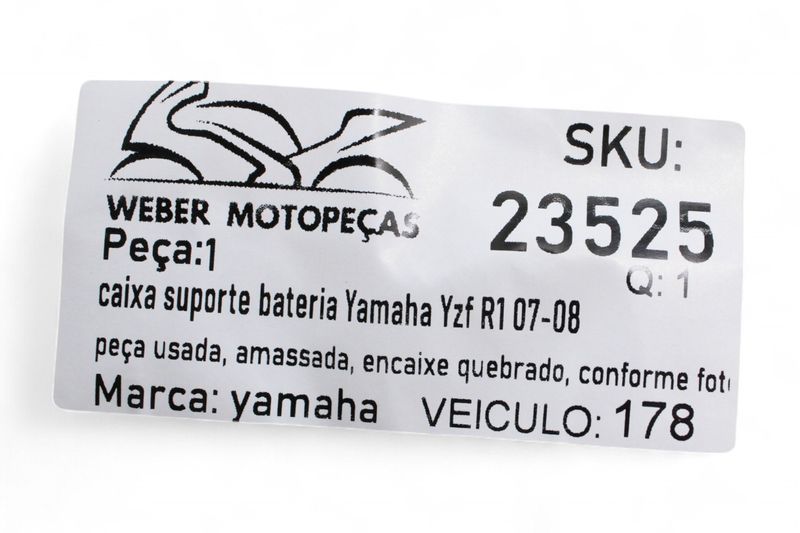 WEBER MOTOPEÇAS
SKU:
23525
Q: 1
Peça:1
caixa suporte bateria Yamaha Yzf R1 07-08
peça usada, amassada, encaixe quebrado, conforme fot
Marca: yamaha
VEICULO: 178